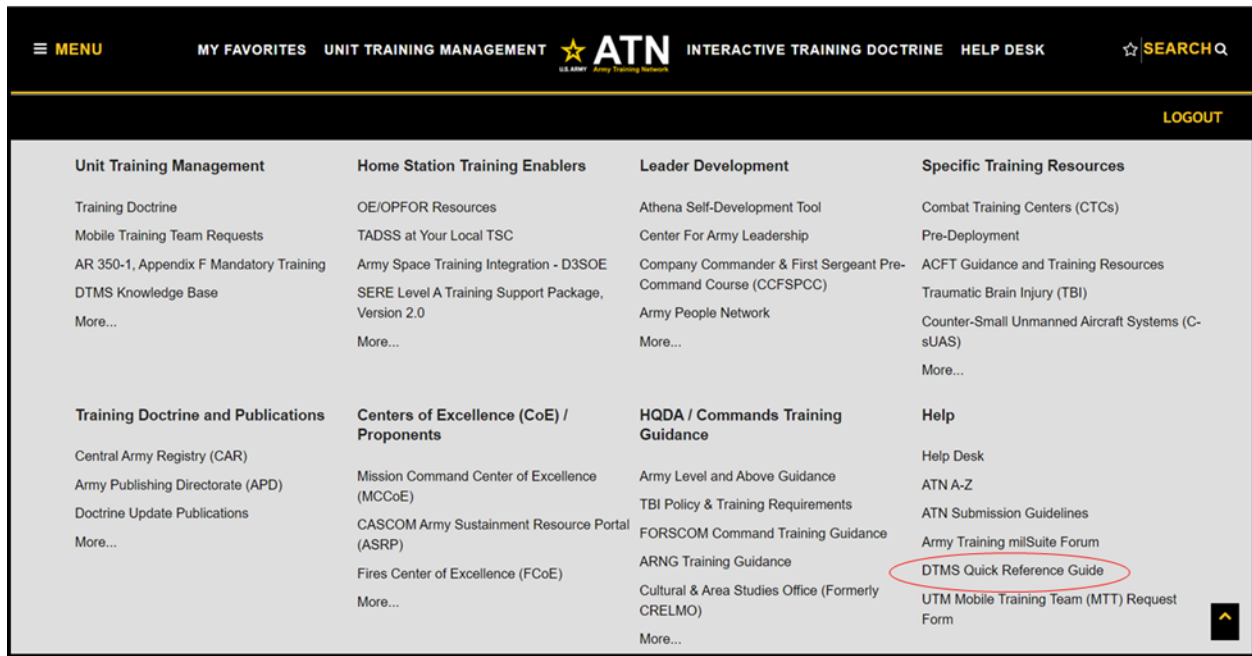 ≡ MENU
MY FAVORITES
UNIT TRAINING MANAGEMENT
ATN
U.S. ARMY Army Training Network
INTERACTIVE TRAINING DOCTRINE
HELP DESK
SEARCH
LOGOUT
Unit Training Management
Training Doctrine
Mobile Training Team Requests
AR 350-1, Appendix F Mandatory Training
DTMS Knowledge Base
More...
Home Station Training Enablers
OE/OPFOR Resources
TADSS at Your Local TSC
Army Space Training Integration - D3SOE
SERE Level A Training Support Package,
Version 2.0
More...
Leader Development
Athena Self-Development Tool
Center For Army Leadership
Company Commander & First Sergeant Pre-
Command Course (CCFSPCC)
Army People Network
More...
Specific Training Resources
Combat Training Centers (CTCs)
Pre-Deployment
ACFT Guidance and Training Resources
Traumatic Brain Injury (TBI)
Counter-Small Unmanned Aircraft Systems (C-
sUAS)
More...
Training Doctrine and Publications
Central Army Registry (CAR)
Army Publishing Directorate (APD)
Doctrine Update Publications
More...
Centers of Excellence (CoE) /
Proponents
Mission Command Center of Excellence
(MCCoE)
CASCOM Army Sustainment Resource Portal
(ASRP)
Fires Center of Excellence (FCoE)
More...
HQDA / Commands Training
Guidance
Army Level and Above Guidance
TBI Policy & Training Requirements
FORSCOM Command Training Guidance
ARNG Training Guidance
Cultural & Area Studies Office (Formerly
CRELMO)
More...
Help
Help Desk
ATN A-Z
ATN Submission Guidelines
Army Training milSuite Forum
DTMS Quick Reference Guide
UTM Mobile Training Team (MTT) Request
Form